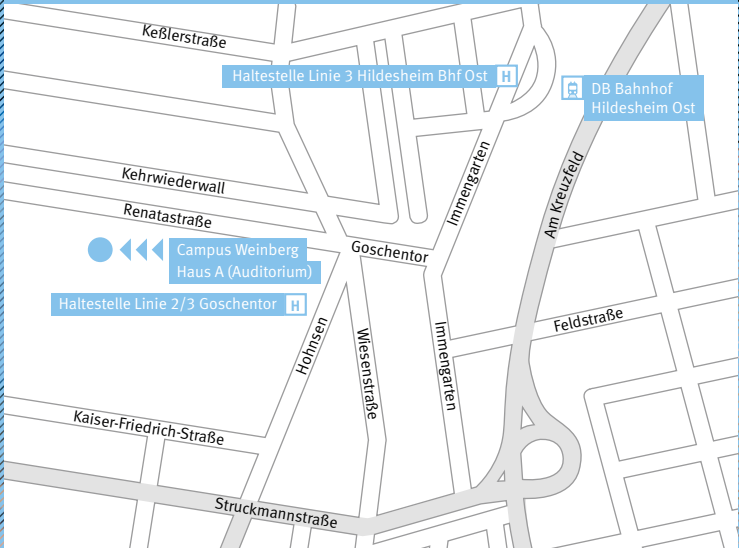 Keßlerstraße
Haltestelle Linie 3 Hildesheim Bhf Ost H
DB Bahnhof
Hildesheim Ost
Immengarten
Am Kreuzfeld
Kehrwiederwall
Renatastraße
Goschentor
Campus Weinberg
Haus A (Auditorium)
Haltestelle Linie 2/3 Goschentor H
Hohnsen
Wiesenstraße
Immengarten
Feldstraße
Kaiser-Friedrich-Straße
Struckmannstraße